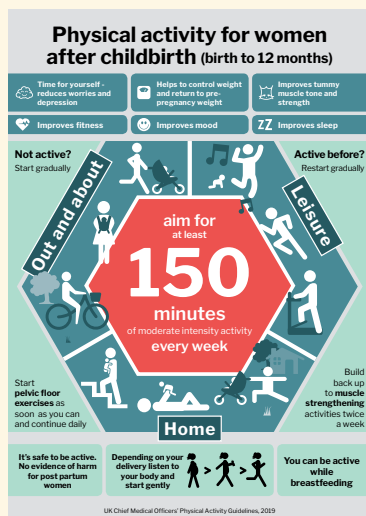 Physical activity for women
after childbirth (birth to 12 months)
Time for yourself -
reduces worries and
depression
Helps to control weight
and return to pre-
pregnancy weight
Improves tummy
muscle tone and
strength
Improves fitness
Improves mood
ZZ Improves sleep
Not active?
Start gradually
Active before?
Restart gradually
Out and about
Leisure
aim for
at least
150
minutes
of moderate intensity activity
every week
Start
pelvic floor
exercises as
soon as you can
and continue daily
Build
back up
to muscle
strengthening
activities twice
a week
Home
It's safe to be active.
No evidence of harm
for post partum
women
Depending on your
delivery listen to
your body and
start gently
> >
You can be active
while
breastfeeding
UK Chief Medical Officers' Physical Activity Guidelines, 2019